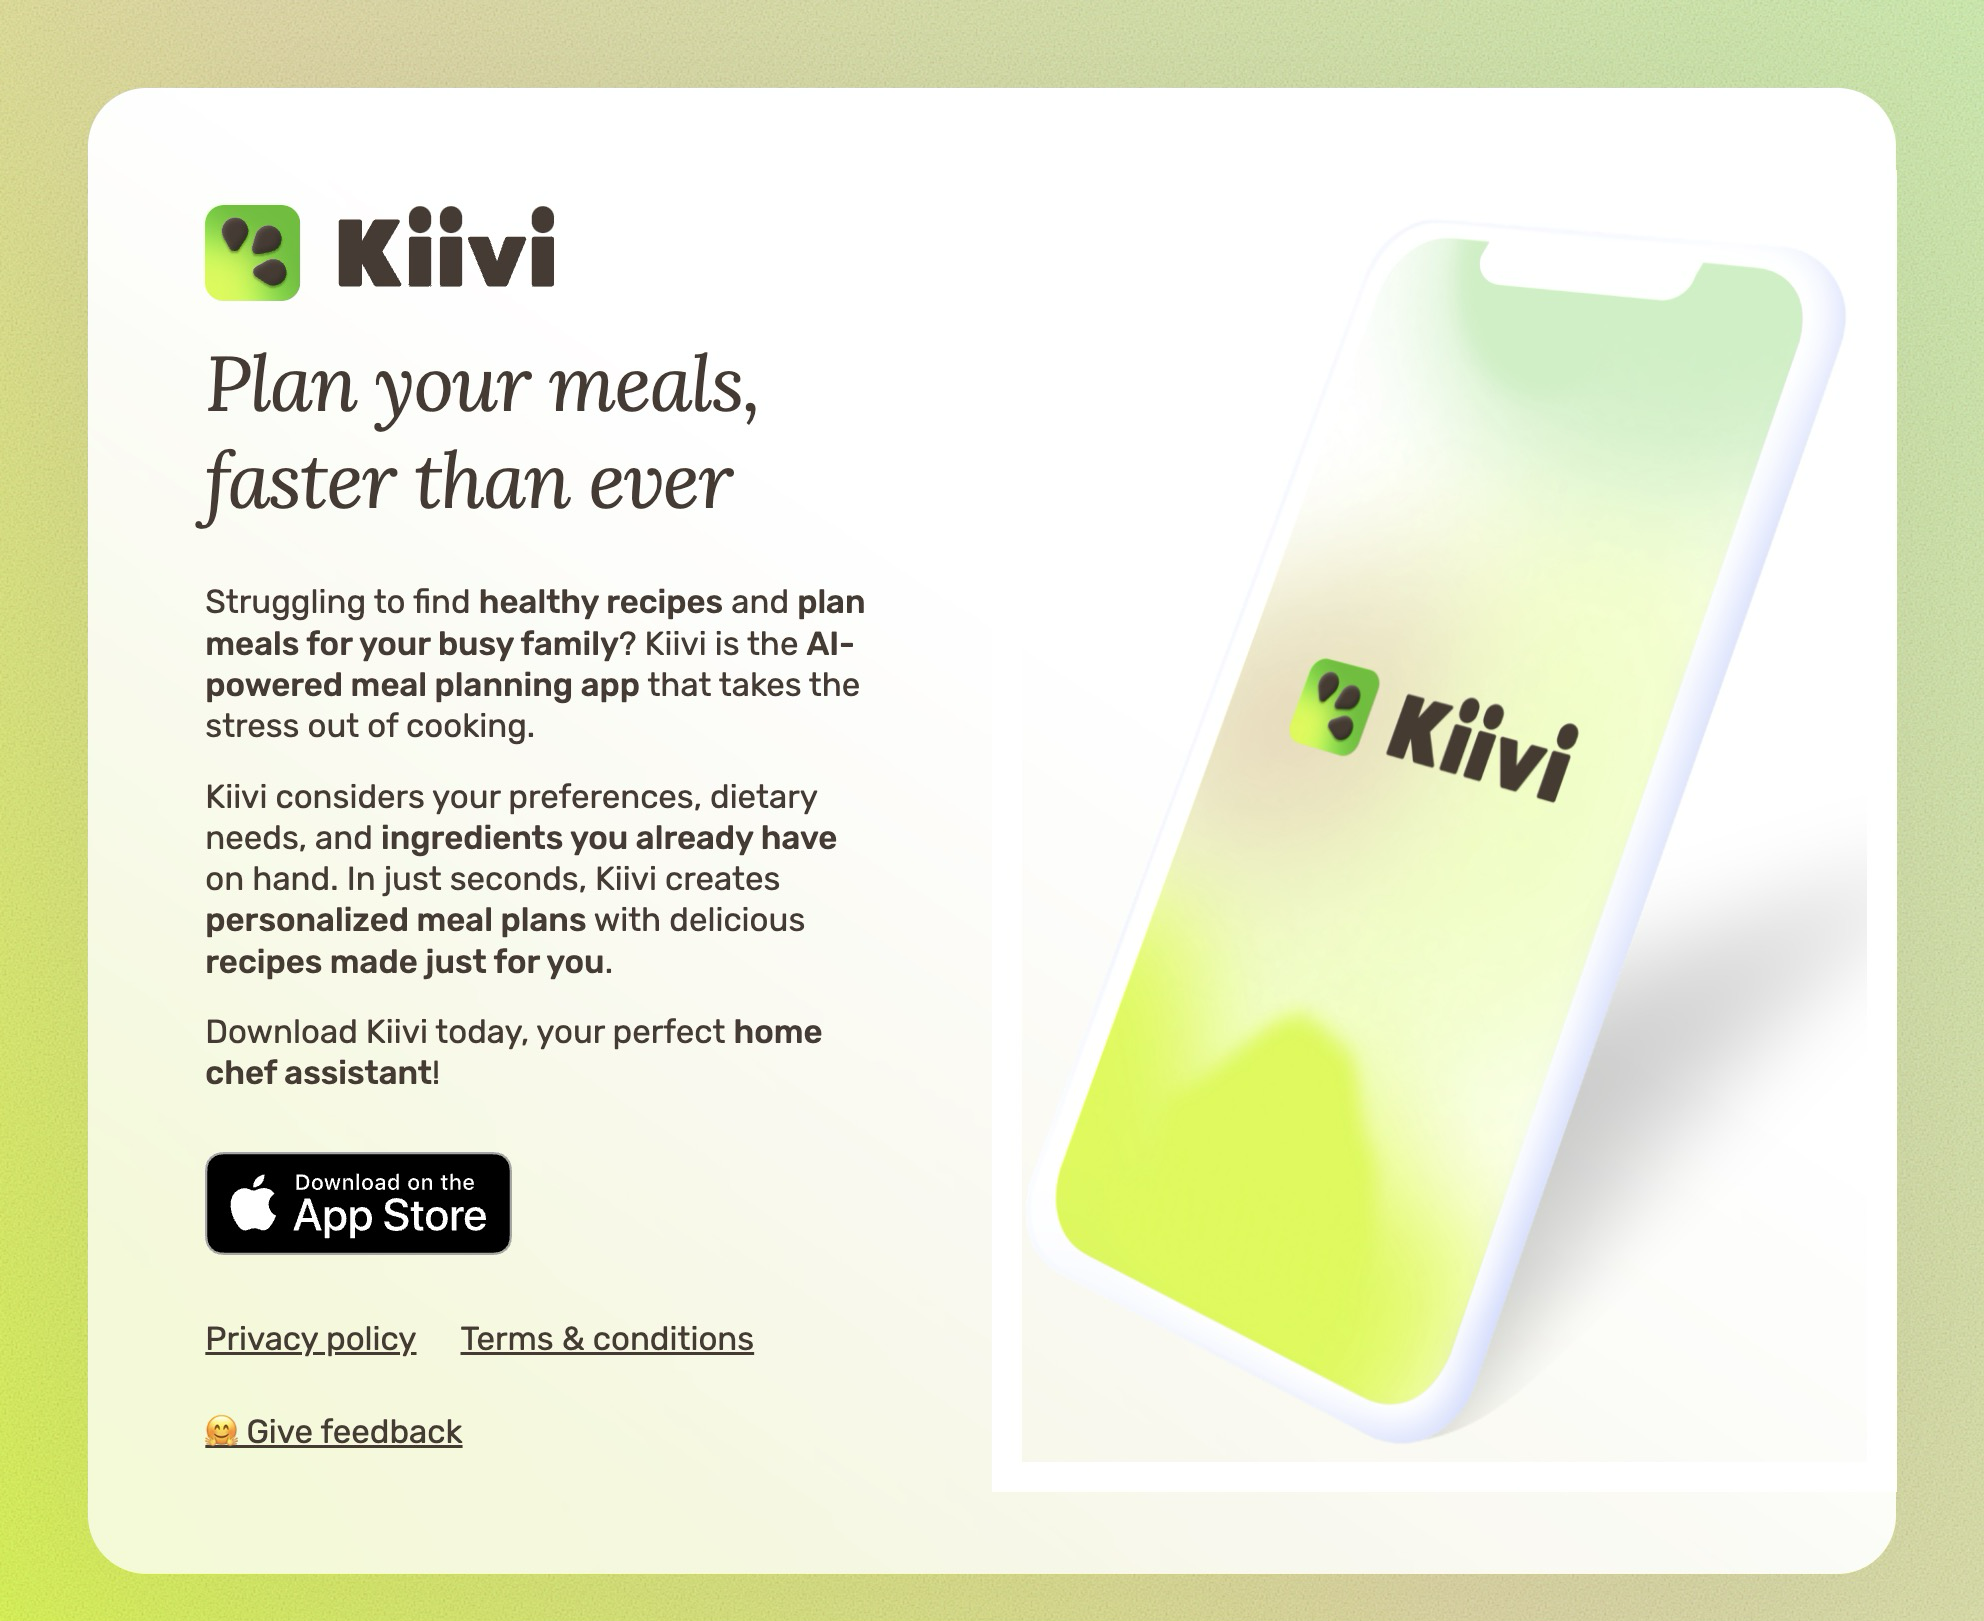 Kiivi
Plan your meals,
faster than ever
Struggling to find healthy recipes and plan
meals for your busy family? Kiivi is the AI-
powered meal planning app that takes the
stress out of cooking.
Kiivi considers your preferences, dietary
needs, and ingredients you already have
on hand. In just seconds, Kiivi creates
personalized meal plans with delicious
recipes made just for you.
Download Kiivi today, your perfect home
chef assistant!
Download on the
App Store
Privacy policy Terms & conditions
🤗 Give feedback
Kiivi